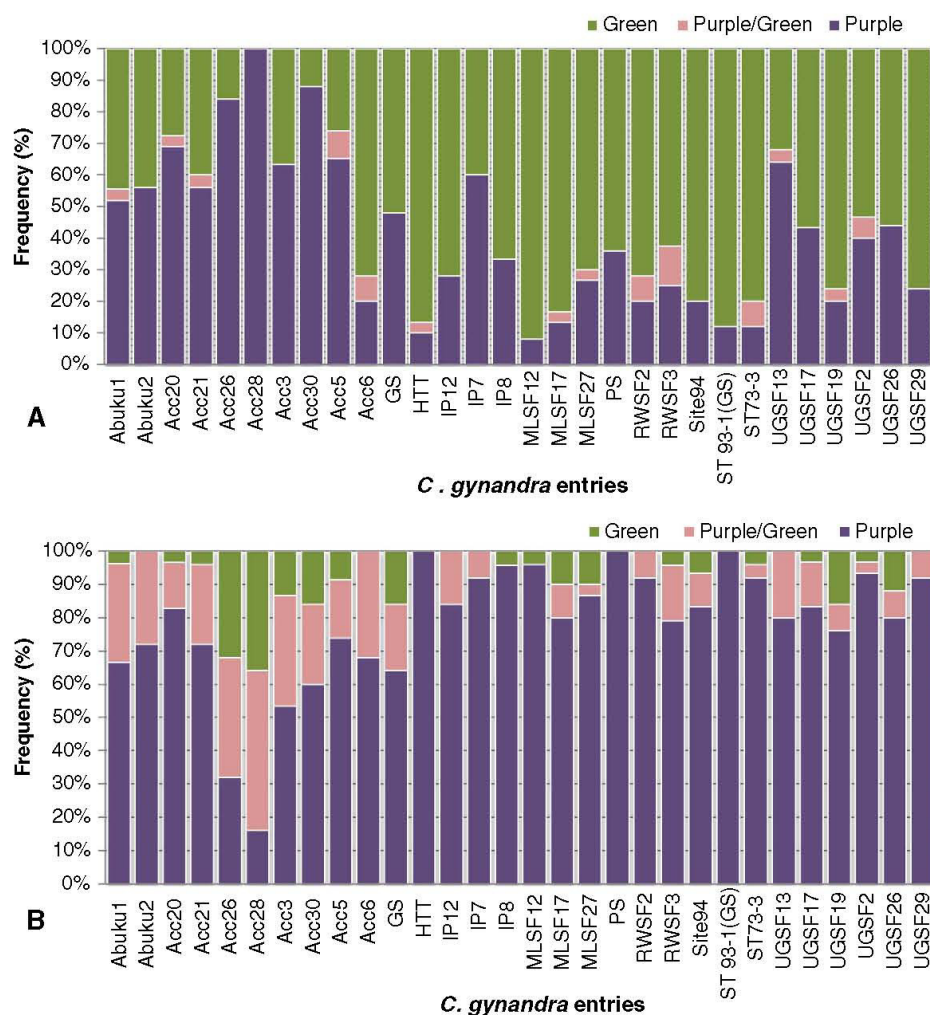 Green Purple/Green Purple
100%
90%
80%
70%
60%
50%
40%
30%
20%
10%
0%
Frequency (%)
Abuku1 Abuku2 Acc20 Acc21 Acc26 Acc28 Acc3 Acc30 Acc5 Acc6 GS HTT IP12 IP7 IP8 MLSF12 MLSF17 MLSF27 PS RWSF2 RWSF3 Site94 ST 93-1(GS) ST73-3 UGSF13 UGSF17 UGSF19 UGSF2 UGSF26 UGSF29
A
C . gynandra entries
Green Purple/Green Purple
100%
90%
80%
70%
60%
50%
40%
30%
20%
10%
0%
Frequency (%)
Abuku1 Abuku2 Acc20 Acc21 Acc26 Acc28 Acc3 Acc30 Acc5 Acc6 GS HTT IP12 IP7 IP8 MLSF12 MLSF17 MLSF27 PS RWSF2 RWSF3 Site94 ST 93-1(GS) ST73-3 UGSF13 UGSF17 UGSF19 UGSF2 UGSF26 UGSF29
B
C. gynandra entries